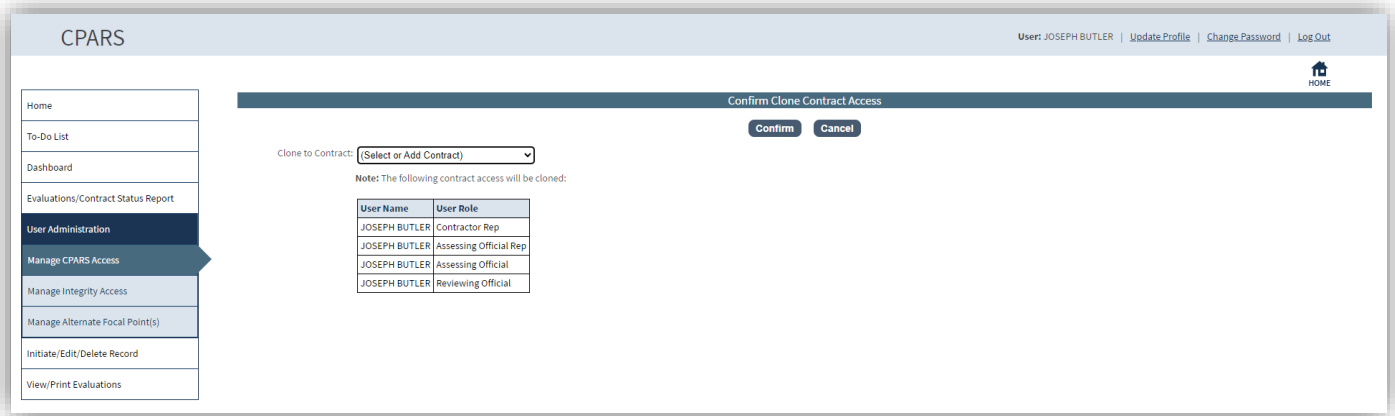 CPARS
User: JOSEPH BUTLER | Update Profile | Change Password | Log Out
HOME
Home
To-Do List
Dashboard
Evaluations/Contract Status Report
User Administration
Manage CPARS Access
Manage Integrity Access
Manage Alternate Focal Point(s)
Initiate/Edit/Delete Record
View/Print Evaluations
Confirm Clone Contract Access
Confirm Cancel
Clone to Contract: (Select or Add Contract)
Note: The following contract access will be cloned:
User Name User Role
JOSEPH BUTLER Contractor Rep
JOSEPH BUTLER Assessing Official Rep
JOSEPH BUTLER Assessing Official
JOSEPH BUTLER Reviewing Official